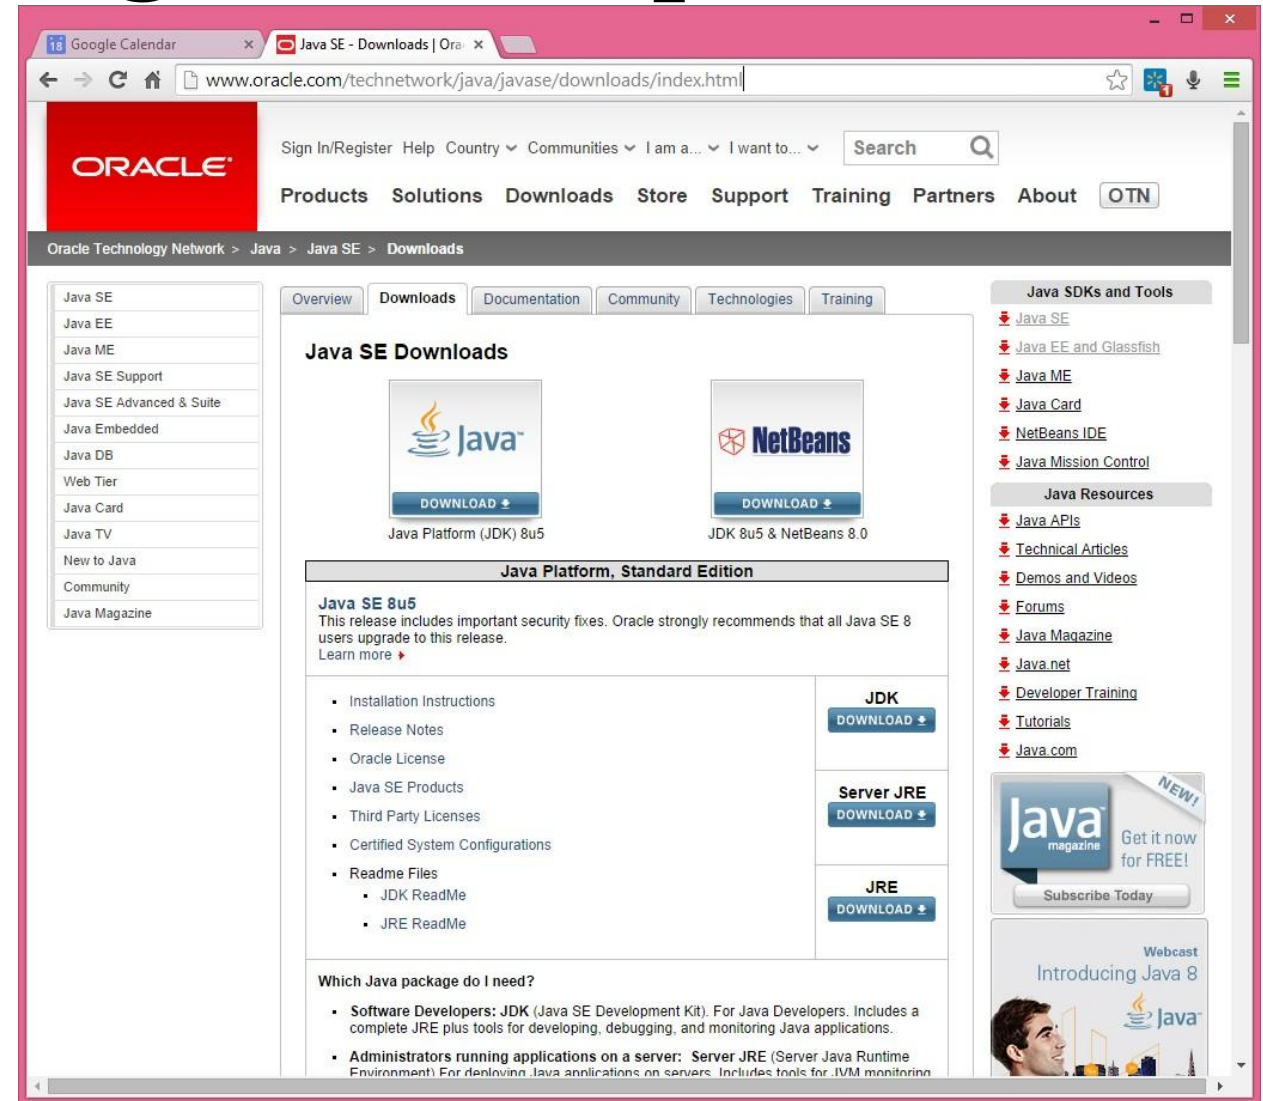 Google Calendar
Java SE - Downloads | Ora
www.oracle.com/technetwork/java/javase/downloads/index.html
ORACLE
Sign In/Register Help Country Communities I am a... I want to... Search
Products Solutions Downloads Store Support Training Partners About OTN
Oracle Technology Network > Java > Java SE > Downloads
Java SE
Java EE
Java ME
Java SE Support
Java SE Advanced & Suite
Java Embedded
Java DB
Web Tier
Java Card
Java TV
New to Java
Community
Java Magazine
Overview Downloads Documentation Community Technologies Training
Java SE Downloads
Java
DOWNLOAD
Java Platform (JDK) 8u5
NetBeans
DOWNLOAD
JDK 8u5 & NetBeans 8.0
Java Platform, Standard Edition
Java SE 8u5
This release includes important security fixes. Oracle strongly recommends that all Java SE 8
users upgrade to this release.
Learn more
Installation Instructions
Release Notes
Oracle License
Java SE Products
Third Party Licenses
Certified System Configurations
Readme Files
JDK ReadMe
JRE ReadMe
JDK
DOWNLOAD
Server JRE
DOWNLOAD
JRE
DOWNLOAD
Which Java package do I need?
Software Developers: JDK (Java SE Development Kit). For Java Developers. Includes a
complete JRE plus tools for developing, debugging, and monitoring Java applications.
Administrators running applications on a server: Server JRE (Server Java Runtime
Environment) For deploying Java applications on servers. Includes tools for JVM monitoring
Java SDKs and Tools
Java SE
Java EE and Glassfish
Java ME
Java Card
NetBeans IDE
Java Mission Control
Java Resources
Java APIs
Technical Articles
Demos and Videos
Forums
Java Magazine
Java.net
Developer Training
Tutorials
Java.com
NEW!
Java
magazine
Get it now
for FREE!
Subscribe Today
Webcast
Introducing Java 8
Java